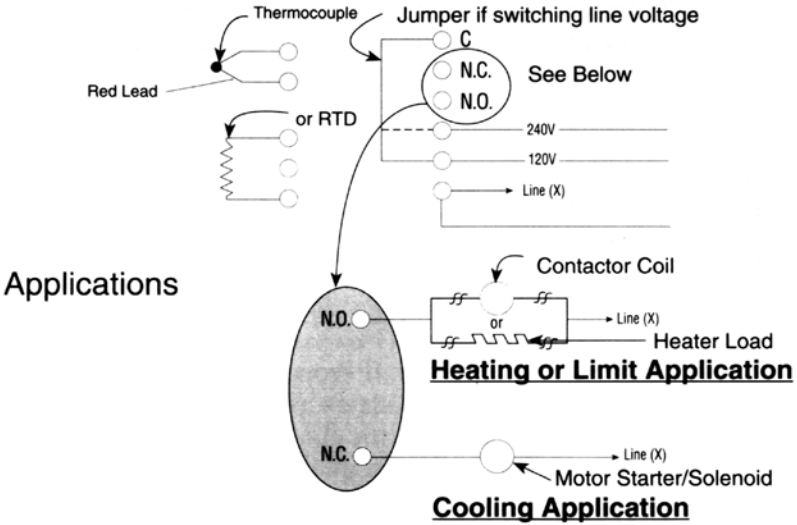 Thermocouple
Jumper if switching line voltage
C
N.C.
See Below
Red Lead
N.O.
or RTD
240V
120V
Line (X)
Applications
Contactor Coil
N.O.
or
Line (X)
Heater Load
Heating or Limit Application
N.C.
Line (X)
Motor Starter/Solenoid
Cooling Application